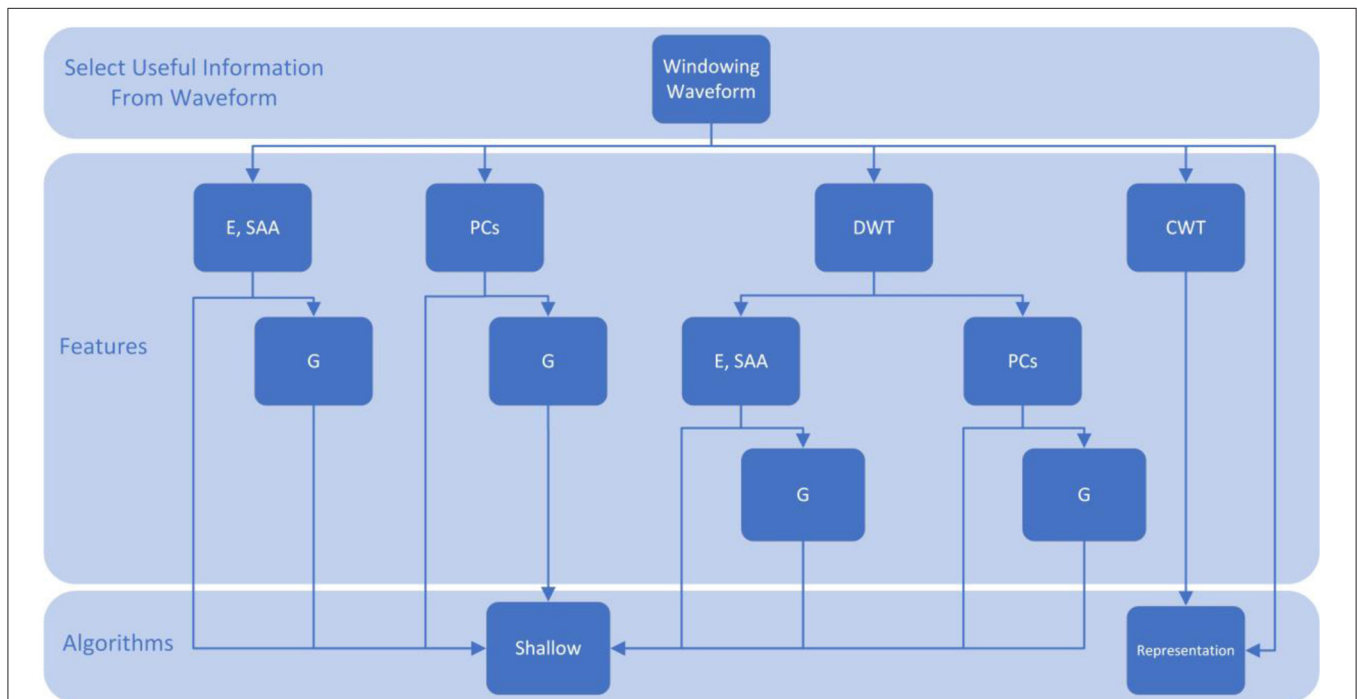 Select Useful Information
From Waveform
Windowing
Waveform
E, SAA
PCs
DWT
CWT
Features
G
G
E, SAA
PCs
G
G
Algorithms
Shallow
Representation